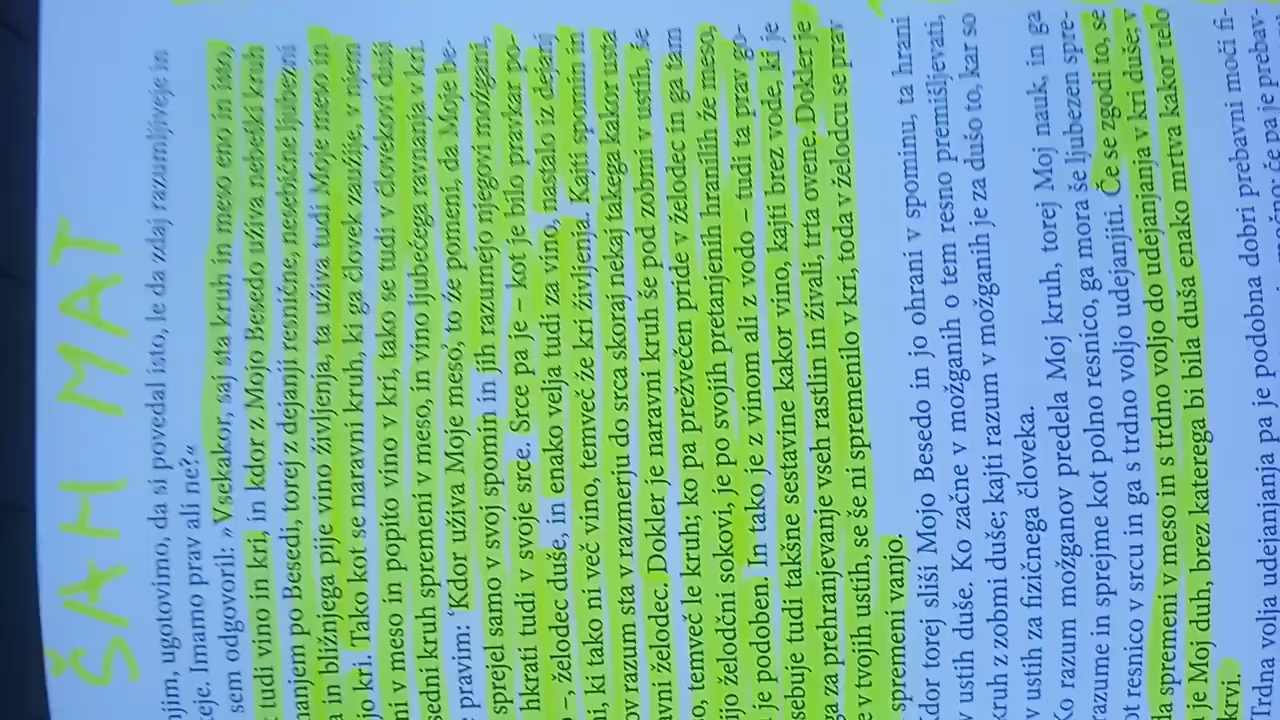 ŠAH MAT
njim, ugotovimo, da si povedal isto, le da zdaj razumljiveje in
eje. Imamo prav ali ne?«
sem odgovoril: »Vsekakor, saj sta kruh in meso eno in isto,
tudi vino in kri, in kdor z Mojo Besedo uživa nebeški kruh
nanjem po Besedi, torej z dejanji resnične, nesebične ljubezni
a in bližnjega pije vino življenja, ta uživa tudi Moje meso in
jo kri. Tako kot se naravni kruh, ki ga človek zaužije, v njem
ni v meso in popito vino v kri, tako se tudi v človekovi duši
sedni kruh spremeni v meso, in vino ljubečega ravnanja v kri.
pravim: 'Kdor uživa Moje meso', to že pomeni, da Moje be-
sprejel samo v svoj spomin in jih razumejo njegovi možgani,
hkrati tudi v svoje srce. Srce pa je – kot je bilo pravkar po-
o –, želodec duše, in enako velja tudi za vino, nastalo iz dejanj
ni, ki tako ni več vino, temveč že kri življenja. Kajti spomin in
ov razum sta v razmerju do srca skoraj nekaj takega kakor usta
avni želodec. Dokler je naravni kruh še pod zobmi v ustih, še
o, temveč le kruh; ko pa prežvečen pride v želodec in ga tam
ijo želodčni sokovi, je po svojih pretanjenih hranilih že meso,
je podoben. In tako je z vinom ali z vodo – tudi ta prav go-
sebuje tudi takšne sestavine kakor vino, kajti brez vode, ki je
ga za prehranjevanje vseh rastlin in živali, trta ovene. Dokler je
e v tvojih ustih, se še ni spremenilo v kri, toda v želodcu se prav
spremeni vanjo.
Kdor torej sliši Mojo Besedo in jo ohrani v spominu, ta hrani
v ustih duše. Ko začne v možganih o tem resno premišljevati,
kruh z zobmi duše; kajti razum v možganih je za dušo to, kar so
v ustih za fizičnega človeka.
Ko razum možganov predela Moj kruh, torej Moj nauk, in ga
razume in sprejme kot polno resnico, ga mora še ljubezen spre-
ot resnico v srcu in ga s trdno voljo udejanjiti. Če se zgodi to, se
la spremeni v meso in s trdno voljo do udejanjanja v kri duše; v
je Moj duh, brez katerega bi bila duša enako mrtva kakor telo
krvi.
Trdna volja udejanjanja pa je podobna dobri prebavni moči fi-